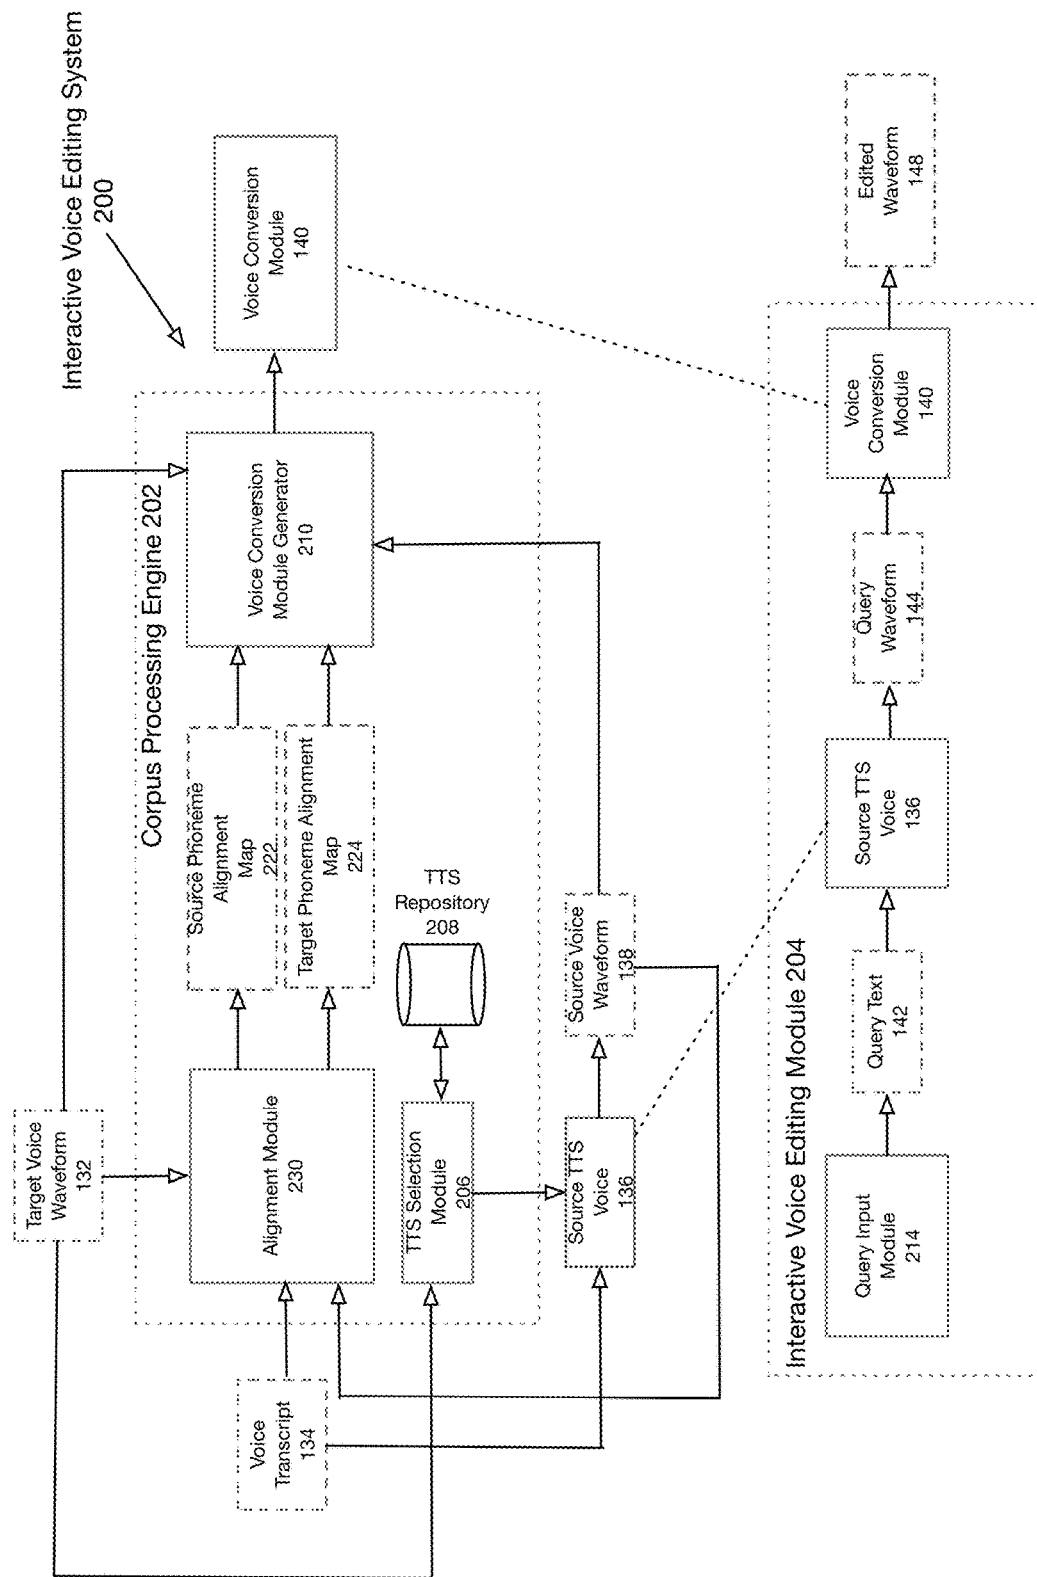 Interactive Voice Editing System
200
Target Voice
Waveform
132
Corpus Processing Engine 202
Voice
Transcript
134
Alignment Module
230
Source Phoneme
Alignment
Map
222
Target Phoneme Alignment
Map
224
Voice Conversion
Module Generator
210
Voice Conversion
Module
140
TTS Selection
Module
206
TTS
Repository
208
Source TTS
Voice
136
Source Voice
Waveform
138
Interactive Voice Editing Module 204
Query Input
Module
214
Query Text
142
Source TTS
Voice
136
Query
Waveform
144
Voice
Conversion
Module
140
Edited
Waveform
148